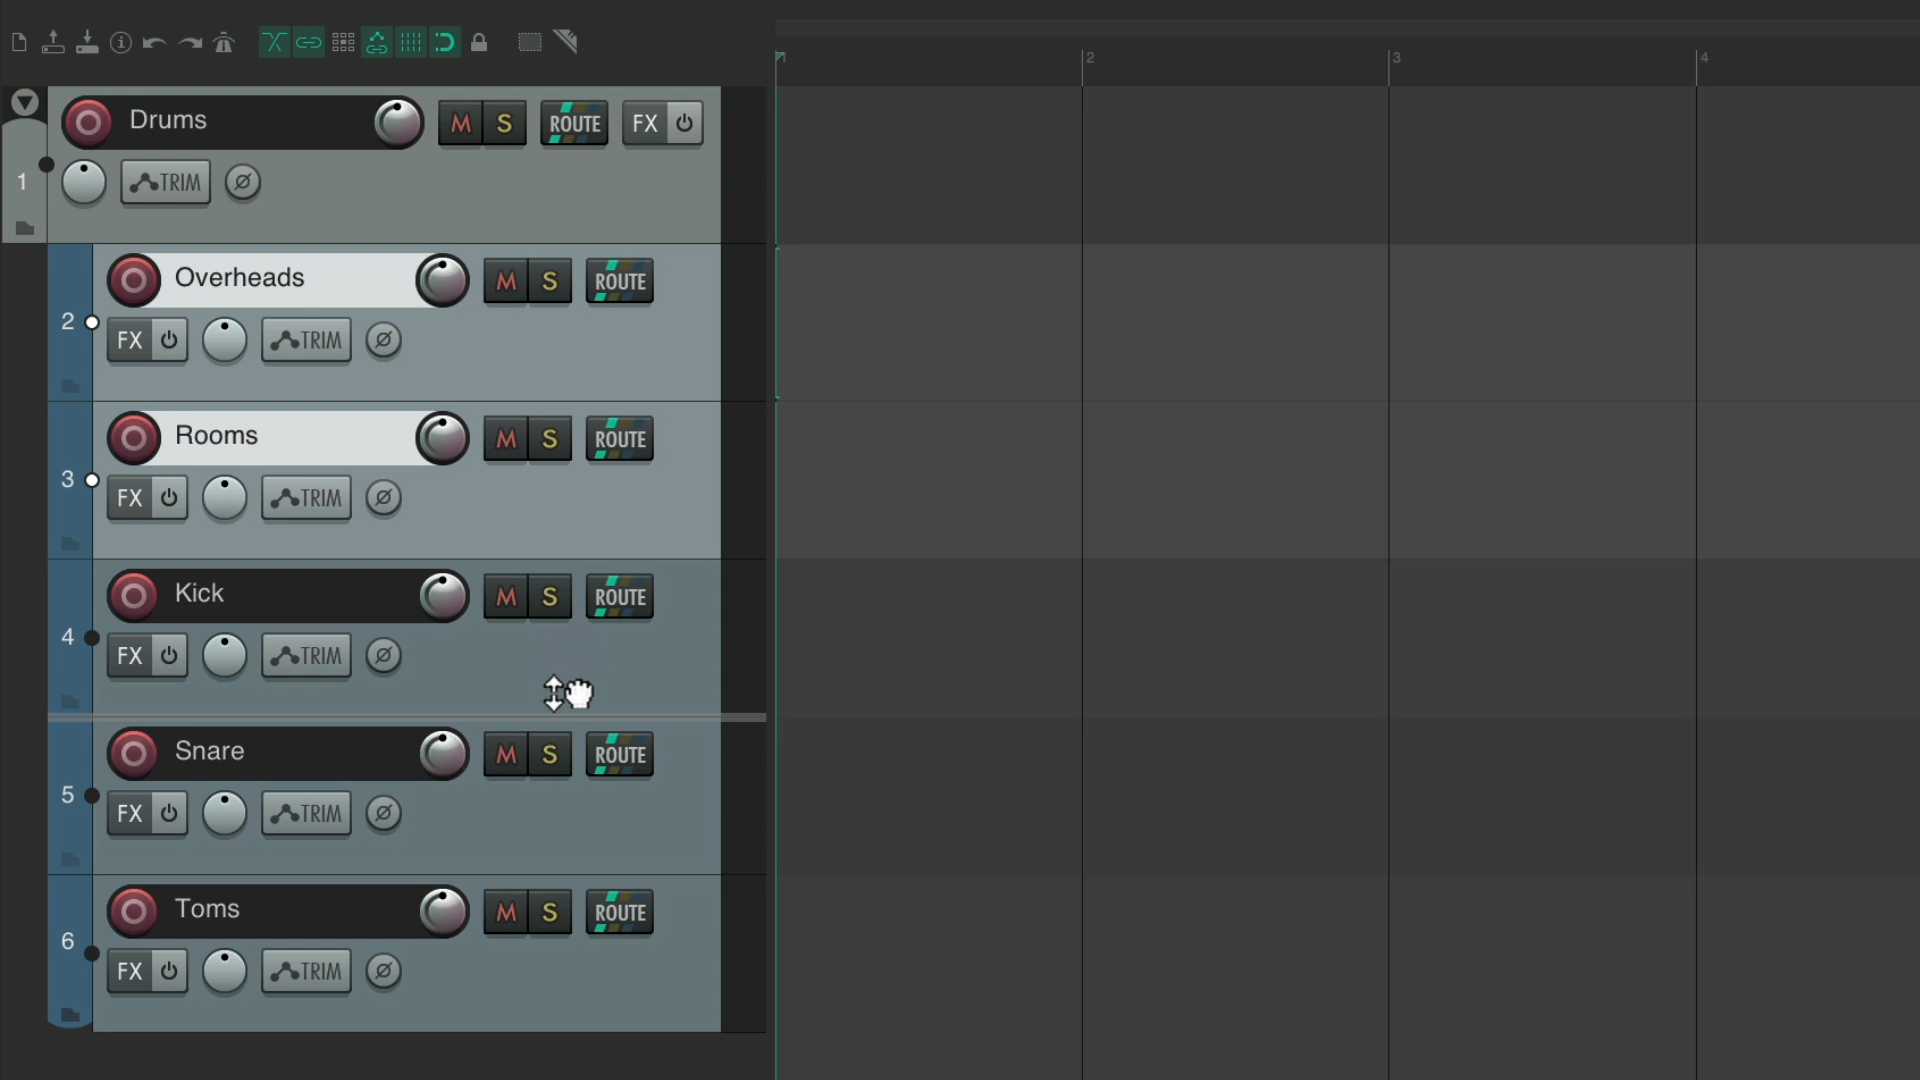 1 2 3 4
Drums M S ROUTE FX
1 TRIM
Overheads M S ROUTE
2 FX TRIM
Rooms M S ROUTE
3 FX TRIM
Kick M S ROUTE
4 FX TRIM
Snare M S ROUTE
5 FX TRIM
Toms M S ROUTE
6 FX TRIM